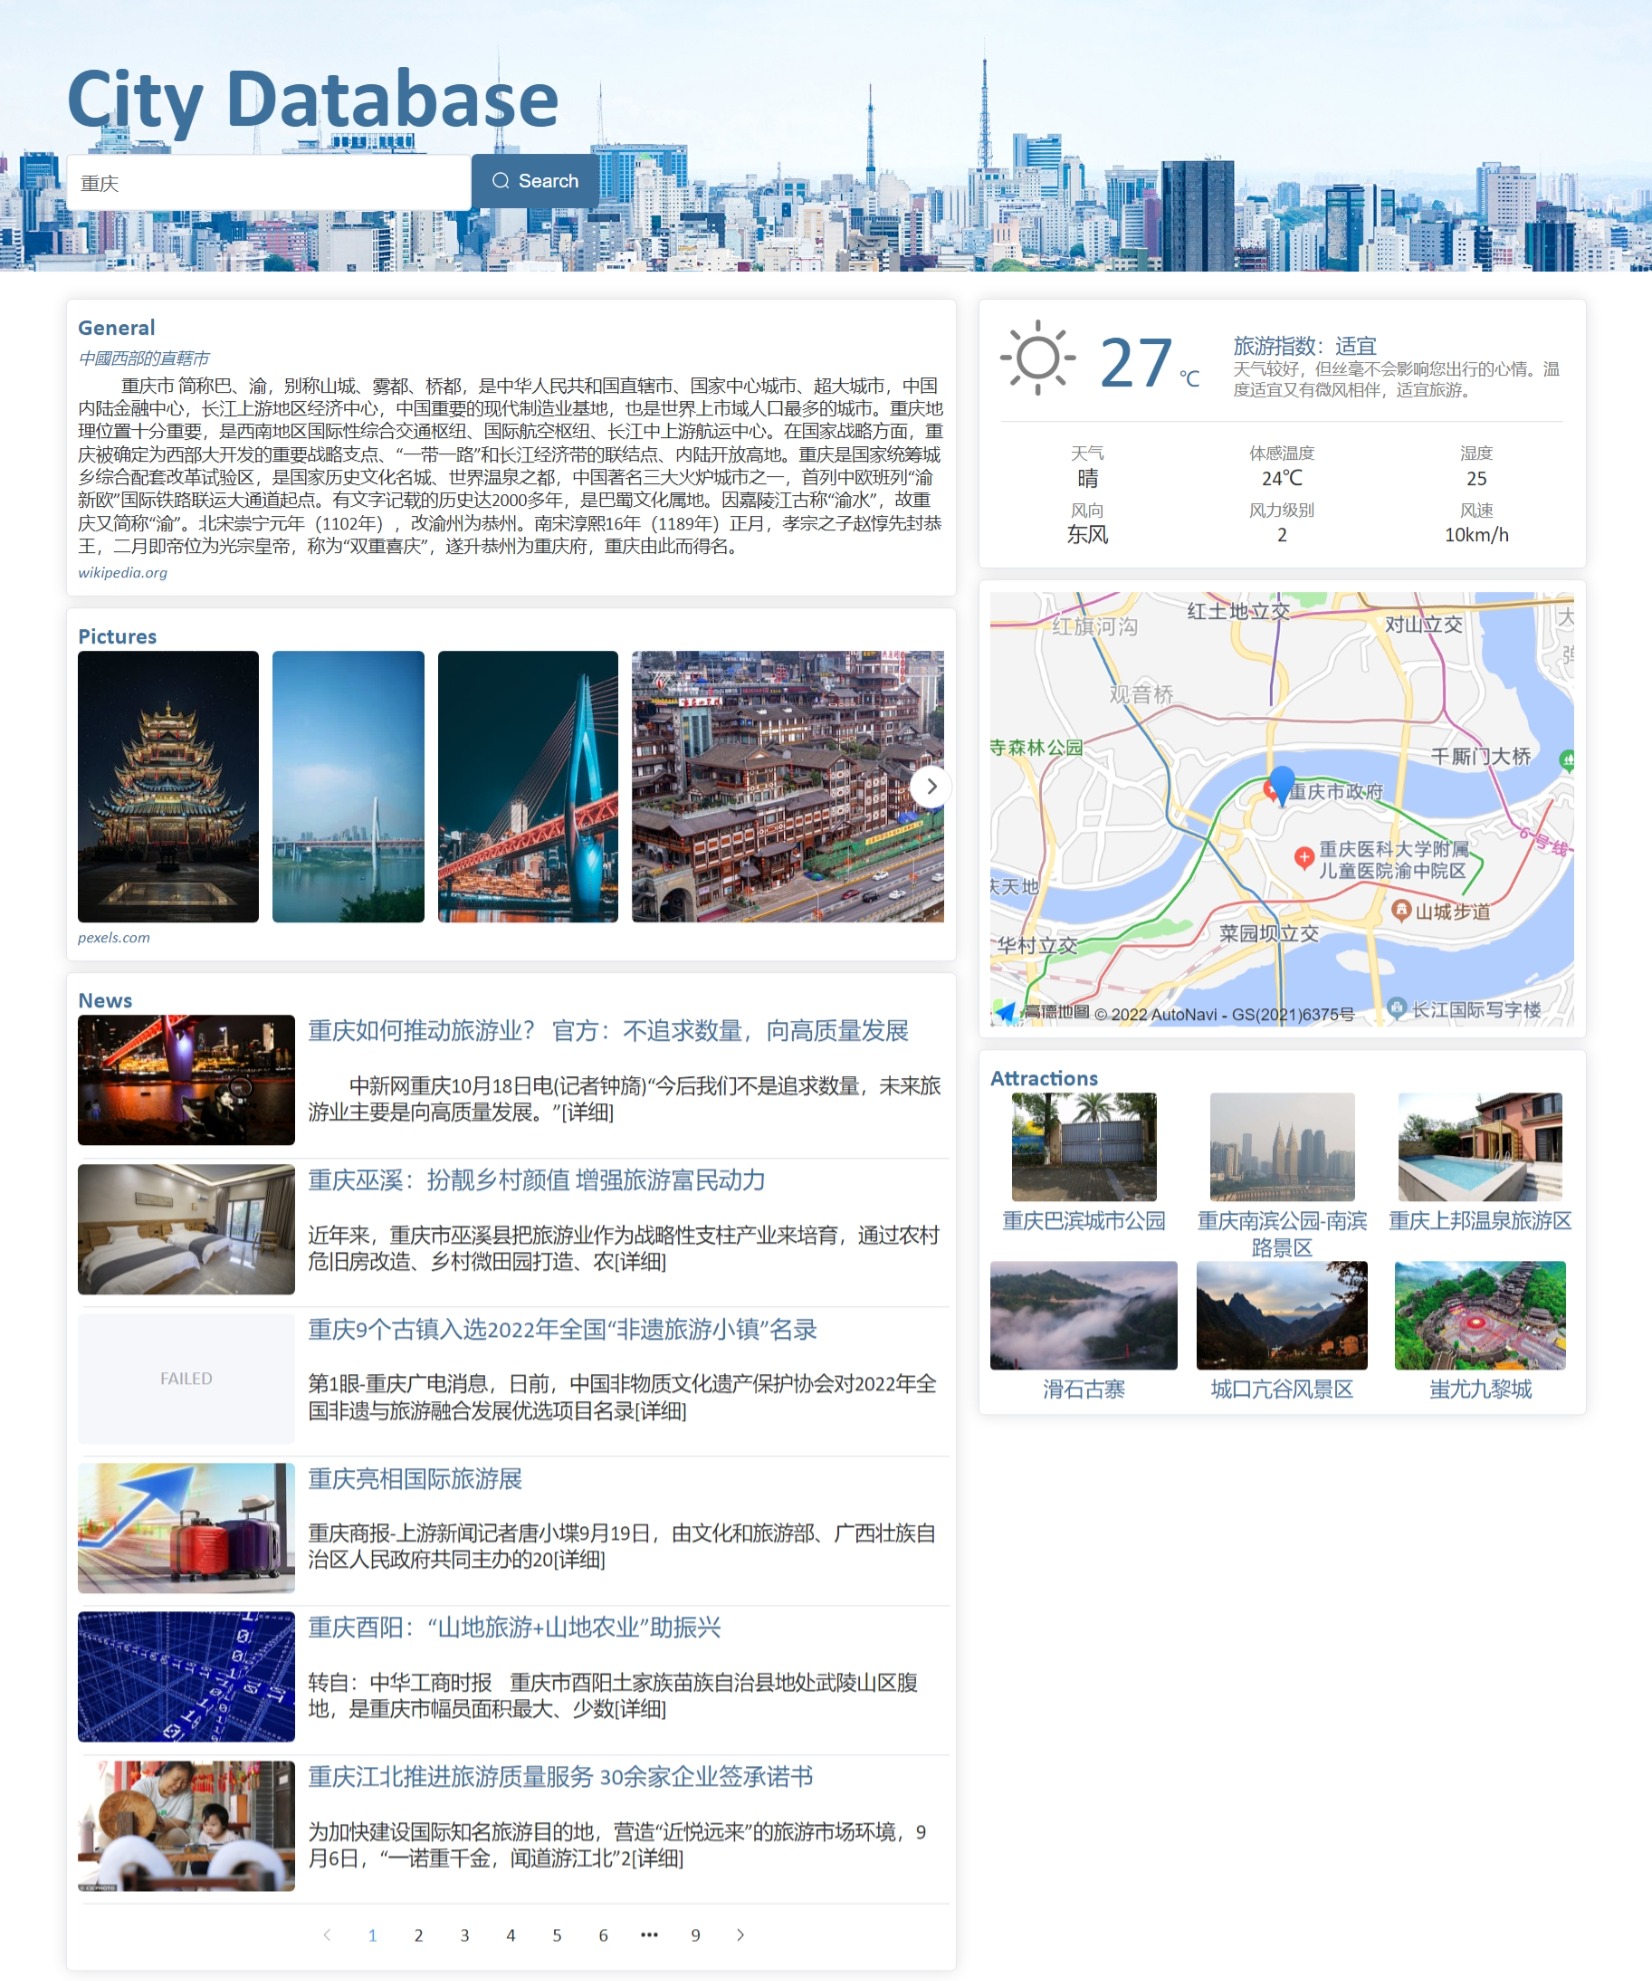 City Database
重庆
Search
General
中國西部的直轄市
重庆市 简称巴、渝，别称山城、雾都、桥都，是中华人民共和国直辖市、国家中心城市、超大城市，中国
内陆金融中心，长江上游地区经济中心，中国重要的现代制造业基地，也是世界上市域人口最多的城市。重庆地
理位置十分重要，是西南地区国际性综合交通枢纽、国际航空枢纽、长江中上游航运中心。在国家战略方面，重
庆被确定为西部大开发的重要战略支点、“一带一路”和长江经济带的联结点、内陆开放高地。重庆是国家统筹城
乡综合配套改革试验区，是国家历史文化名城、世界温泉之都，中国著名三大火炉城市之一，首列中欧班列“渝
新欧”国际铁路联运大通道起点。有文字记载的历史达2000多年，是巴蜀文化属地。因嘉陵江古称“渝水”，故重
庆又简称“渝”。北宋崇宁元年（1102年），改渝州为恭州。南宋淳熙16年（1189年）正月，孝宗之子赵惇先封恭
王，二月即帝位为光宗皇帝，称为“双重喜庆”，遂升恭州为重庆府，重庆由此而得名。
wikipedia.org
Pictures
pexels.com
News
重庆如何推动旅游业？ 官方：不追求数量，向高质量发展
中新网重庆10月18日电(记者钟旖)“今后我们不是追求数量，未来旅
游业主要是向高质量发展。”[详细]
重庆巫溪：扮靓乡村颜值 增强旅游富民动力
近年来，重庆市巫溪县把旅游业作为战略性支柱产业来培育，通过农村
危旧房改造、乡村微田园打造、农[详细]
FAILED
重庆9个古镇入选2022年全国“非遗旅游小镇”名录
第1眼-重庆广电消息，日前，中国非物质文化遗产保护协会对2022年全
国非遗与旅游融合发展优选项目名录[详细]
重庆亮相国际旅游展
重庆商报-上游新闻记者唐小堞9月19日，由文化和旅游部、广西壮族自
治区人民政府共同主办的20[详细]
重庆酉阳：“山地旅游+山地农业”助振兴
转自：中华工商时报 重庆市酉阳土家族苗族自治县地处武陵山区腹
地，是重庆市幅员面积最大、少数[详细]
重庆江北推进旅游质量服务 30余家企业签承诺书
为加快建设国际知名旅游目的地，营造“近悦远来”的旅游市场环境，9
月6日，“一诺重千金，闻道游江北”2[详细]
1 2 3 4 5 6 ••• 9
27 ℃
旅游指数：适宜
天气较好，但丝毫不会影响您出行的心情。温
度适宜又有微风相伴，适宜旅游。
天气 体感温度 湿度
晴 24℃ 25
风向 风力级别 风速
东风 2 10km/h
红旗河沟
红土地立交
对山立交
观音桥
寺森林公园
千厮门大桥
重庆市政府
6号线
重庆医科大学附属
儿童医院渝中院区
天地
山城步道
华村立交
菜园坝立交
长江国际写字楼
高德地图 © 2022 AutoNavi - GS(2021)6375号
Attractions
重庆巴滨城市公园
重庆南滨公园-南滨
路景区
重庆上邦温泉旅游区
滑石古寨
城口亢谷风景区
蚩尤九黎城